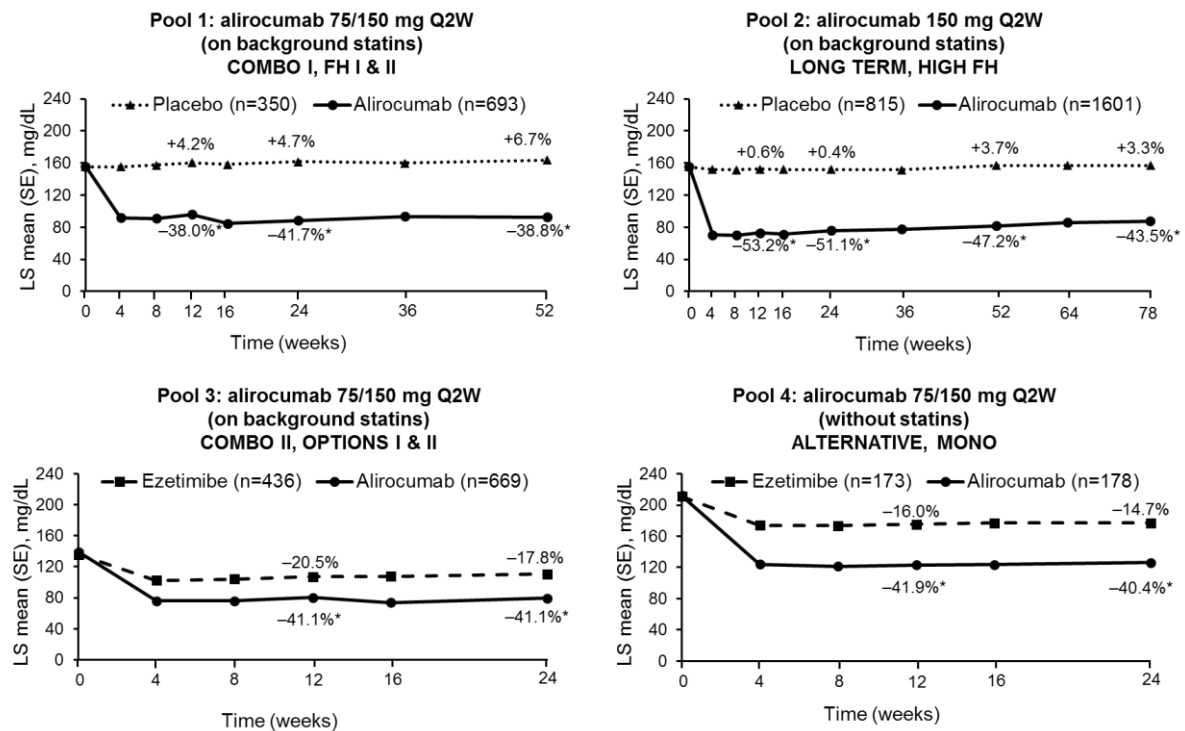 Pool 1: alirocumab 75/150 mg Q2W
(on background statins)
COMBO I, FH I & II
Placebo (n=350) Alirocumab (n=693)
LS mean (SE), mg/dL
240
200
160
120
80
40
0
+4.2% +4.7% +6.7%
–38.0%* –41.7%* –38.8%*
0 4 8 12 16 24 36 52
Time (weeks)
Pool 2: alirocumab 150 mg Q2W
(on background statins)
LONG TERM, HIGH FH
Placebo (n=815) Alirocumab (n=1601)
LS mean (SE), mg/dL
240
200
160
120
80
40
0
+0.6% +0.4% +3.7% +3.3%
–53.2%* –51.1%* –47.2%* –43.5%*
0 4 8 12 16 24 36 52 64 78
Time (weeks)
Pool 3: alirocumab 75/150 mg Q2W
(on background statins)
COMBO II, OPTIONS I & II
Ezetimibe (n=436) Alirocumab (n=669)
LS mean (SE), mg/dL
240
200
160
120
80
40
0
–20.5% –17.8%
–41.1%* –41.1%*
0 4 8 12 16 24
Time (weeks)
Pool 4: alirocumab 75/150 mg Q2W
(without statins)
ALTERNATIVE, MONO
Ezetimibe (n=173) Alirocumab (n=178)
LS mean (SE), mg/dL
240
200
160
120
80
40
0
–16.0% –14.7%
–41.9%* –40.4%*
0 4 8 12 16 24
Time (weeks)